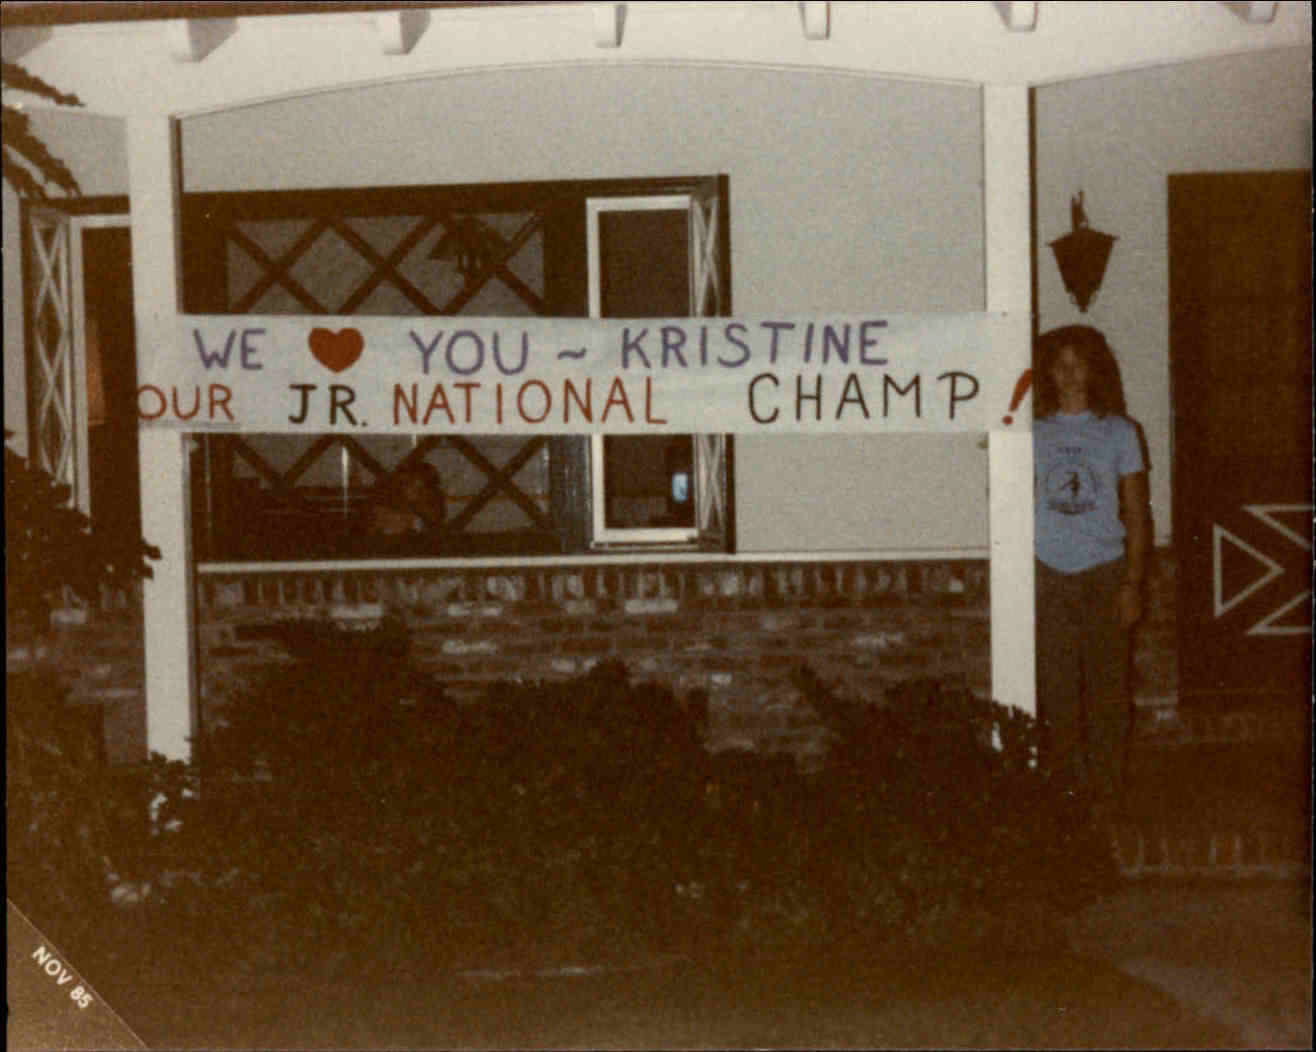 WE ❤ YOU ~ KRISTINE
OUR JR. NATIONAL CHAMP!
NOV 85